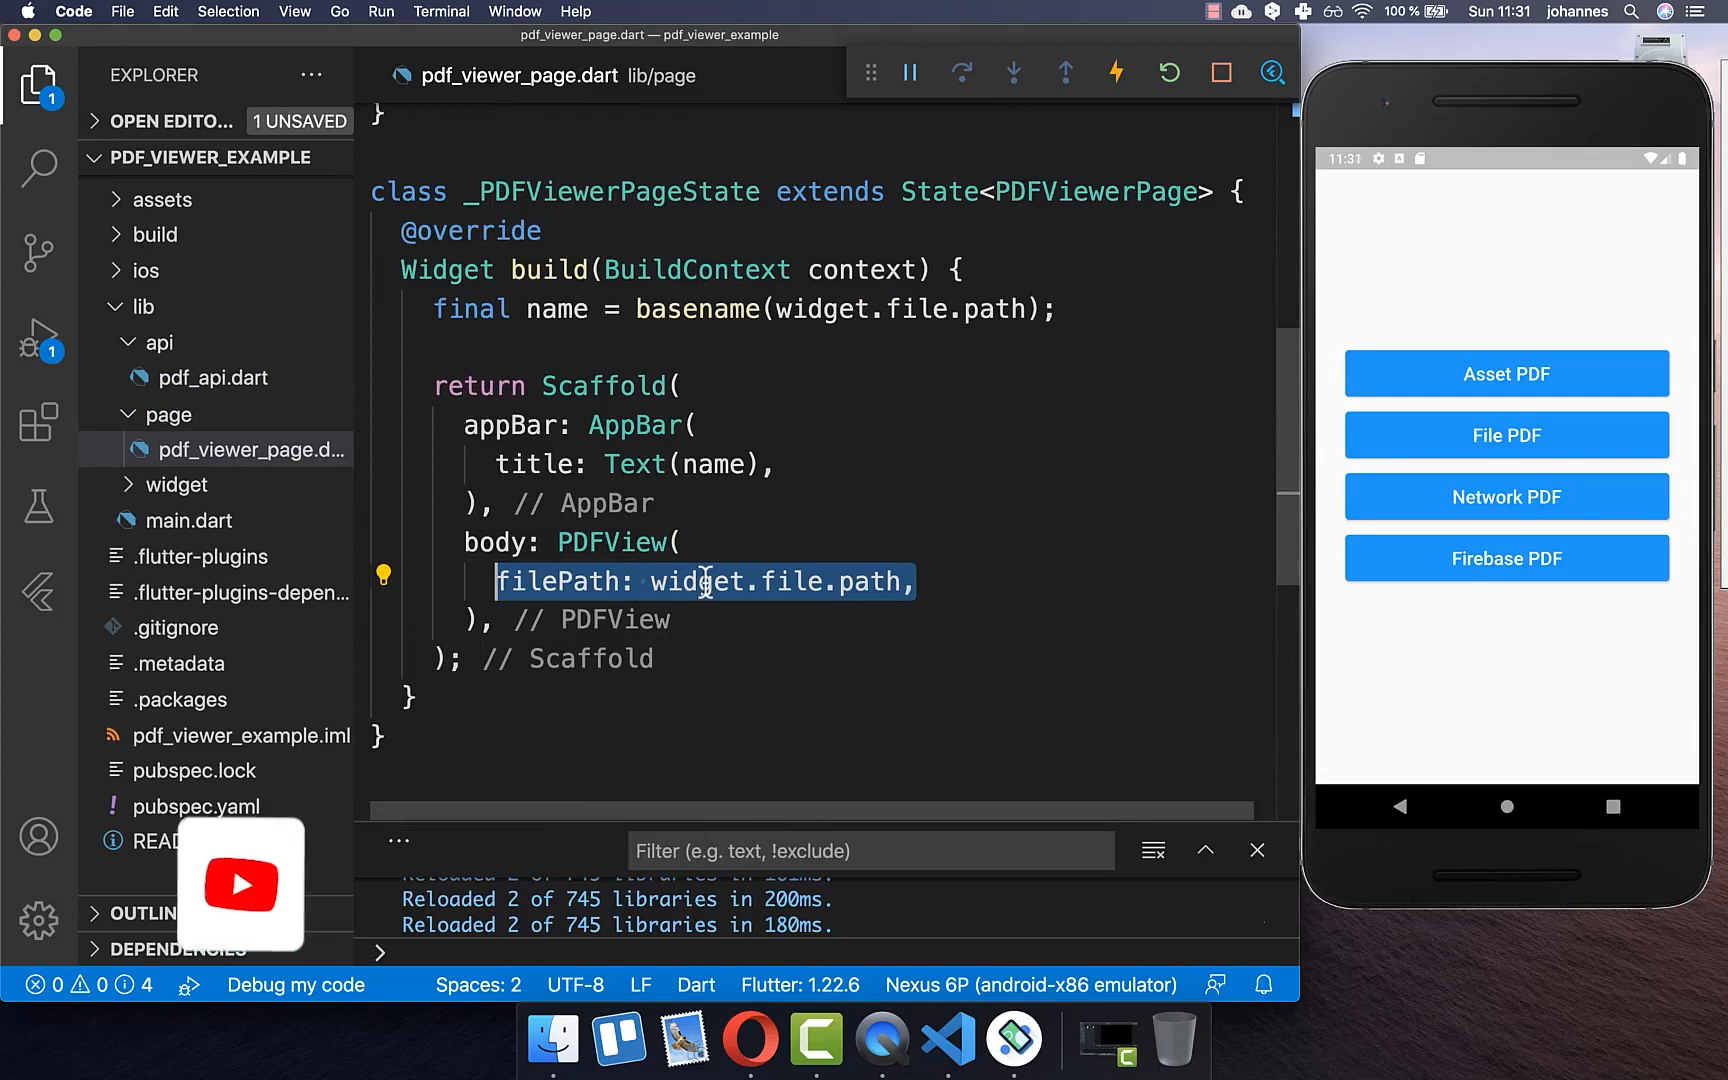 Code File Edit Selection View Go Run Terminal Window Help
100 % Sun 11:31 johannes
pdf_viewer_page.dart — pdf_viewer_example
EXPLORER
OPEN EDITO... 1 UNSAVED
PDF_VIEWER_EXAMPLE
assets
build
ios
lib
api
pdf_api.dart
page
pdf_viewer_page.d...
widget
main.dart
.flutter-plugins
.flutter-plugins-depen...
.gitignore
.metadata
.packages
pdf_viewer_example.iml
pubspec.lock
pubspec.yaml
READ
OUTLIN
DEPENDENCIES
1
1
pdf_viewer_page.dart lib/page
}
class _PDFViewerPageState extends State<PDFViewerPage> {
@override
Widget build(BuildContext context) {
final name = basename(widget.file.path);
return Scaffold(
appBar: AppBar(
title: Text(name),
), // AppBar
body: PDFView(
filePath: widget.file.path,
), // PDFView
); // Scaffold
}
}
Filter (e.g. text, !exclude)
Reloaded 2 of 745 libraries in 200ms.
Reloaded 2 of 745 libraries in 180ms.
0 0 4 Debug my code Spaces: 2 UTF-8 LF Dart Flutter: 1.22.6 Nexus 6P (android-x86 emulator)
11:31
Asset PDF
File PDF
Network PDF
Firebase PDF